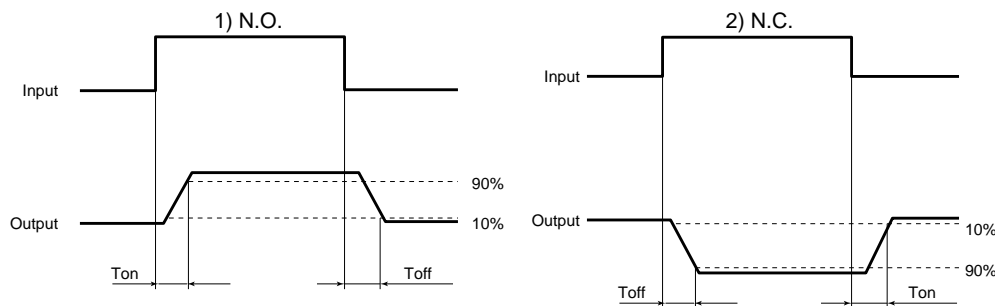 1) N.O.
Input
90%
Output
10%
Ton
Toff
2) N.C.
Input
Output
10%
90%
Toff
Ton